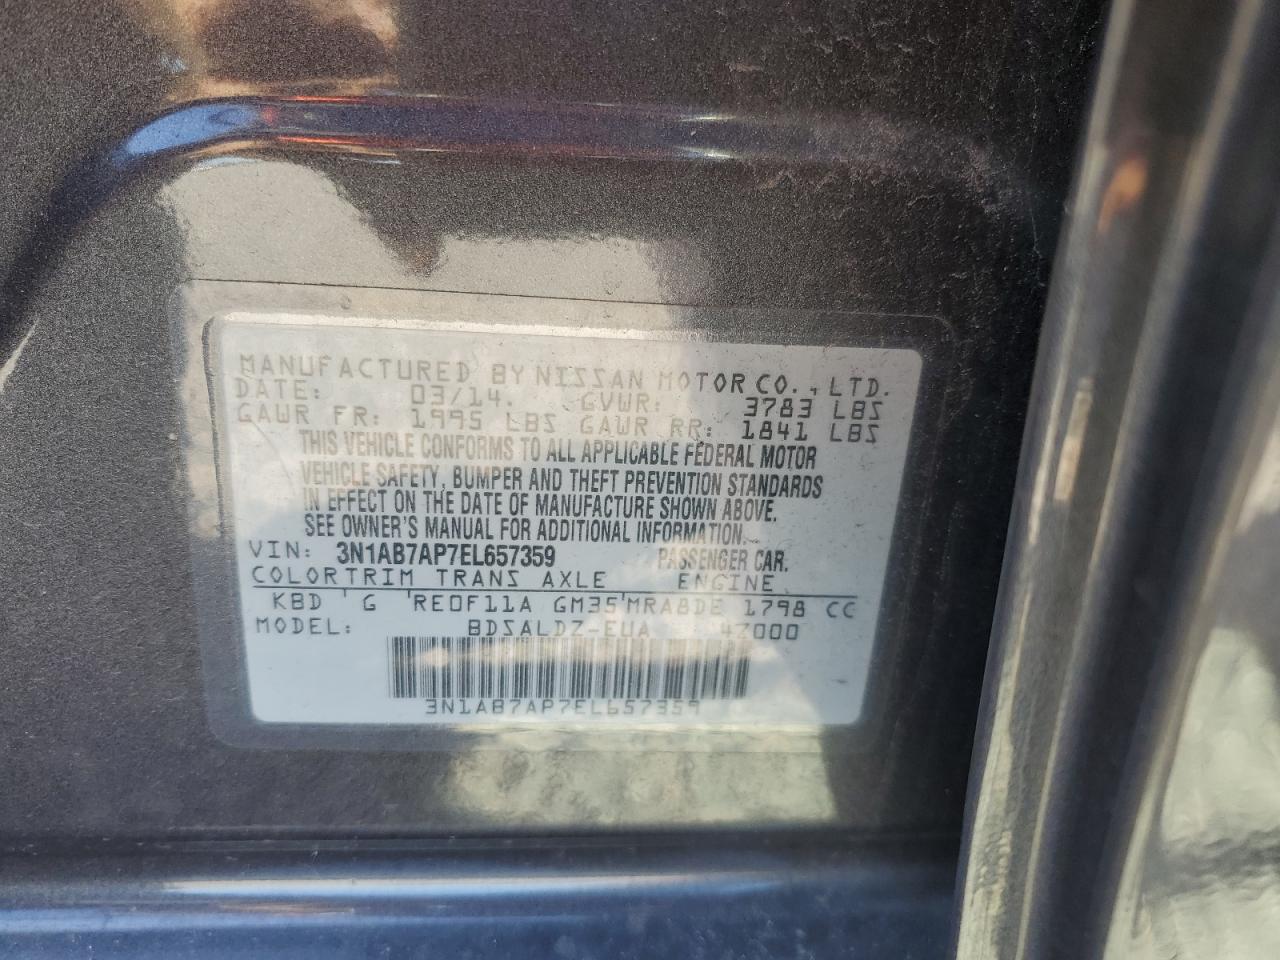 MANUFACTURED BY NISSAN MOTOR CO., LTD.
DATE: 03/14. GVWR: 3783 LBS
GAWR FR: 1995 LBS GAWR RR: 1841 LBS
THIS VEHICLE CONFORMS TO ALL APPLICABLE FEDERAL MOTOR
VEHICLE SAFETY, BUMPER AND THEFT PREVENTION STANDARDS
IN EFFECT ON THE DATE OF MANUFACTURE SHOWN ABOVE.
SEE OWNER'S MANUAL FOR ADDITIONAL INFORMATION.
VIN: 3N1AB7AP7EL657359 PASSENGER CAR.
COLOR TRIM TRANS AXLE ENGINE
KBD G RE0F11A GM35 MRA8DE 1798 CC
MODEL: BDSALDZ-EUA 4Z000
3N1AB7AP7EL657359